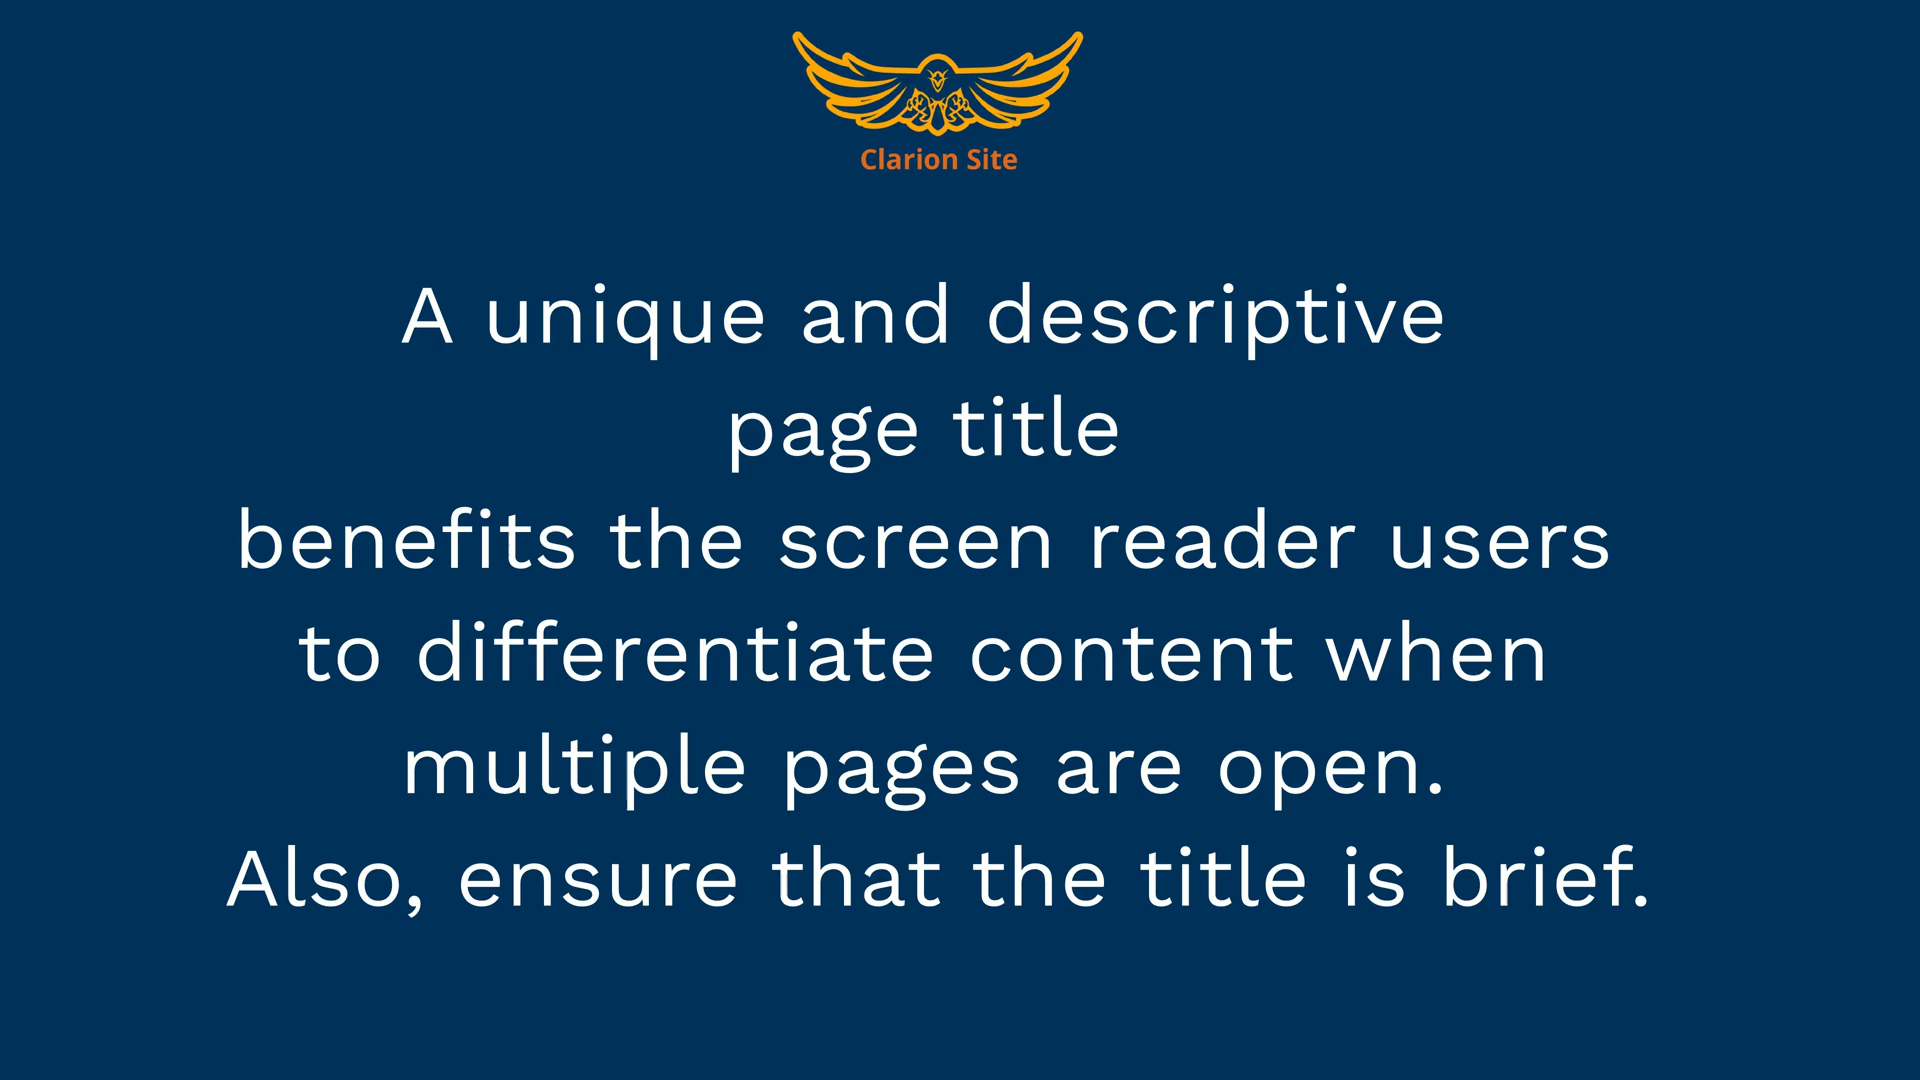 Clarion Site
A unique and descriptive
page title
benefits the screen reader users
to differentiate content when
multiple pages are open.
Also, ensure that the title is brief.